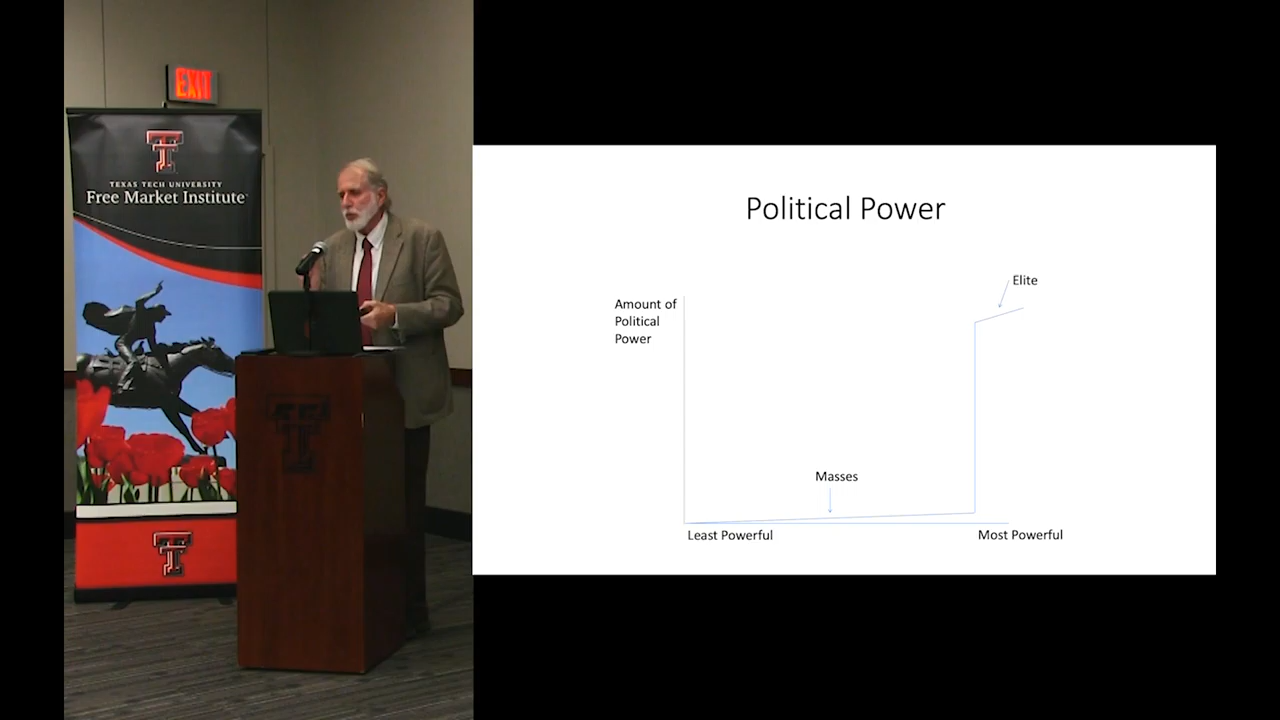 EXIT
TEXAS TECH UNIVERSITY
Free Market Institute
Political Power
Elite
Amount of
Political
Power
Masses
Least Powerful
Most Powerful